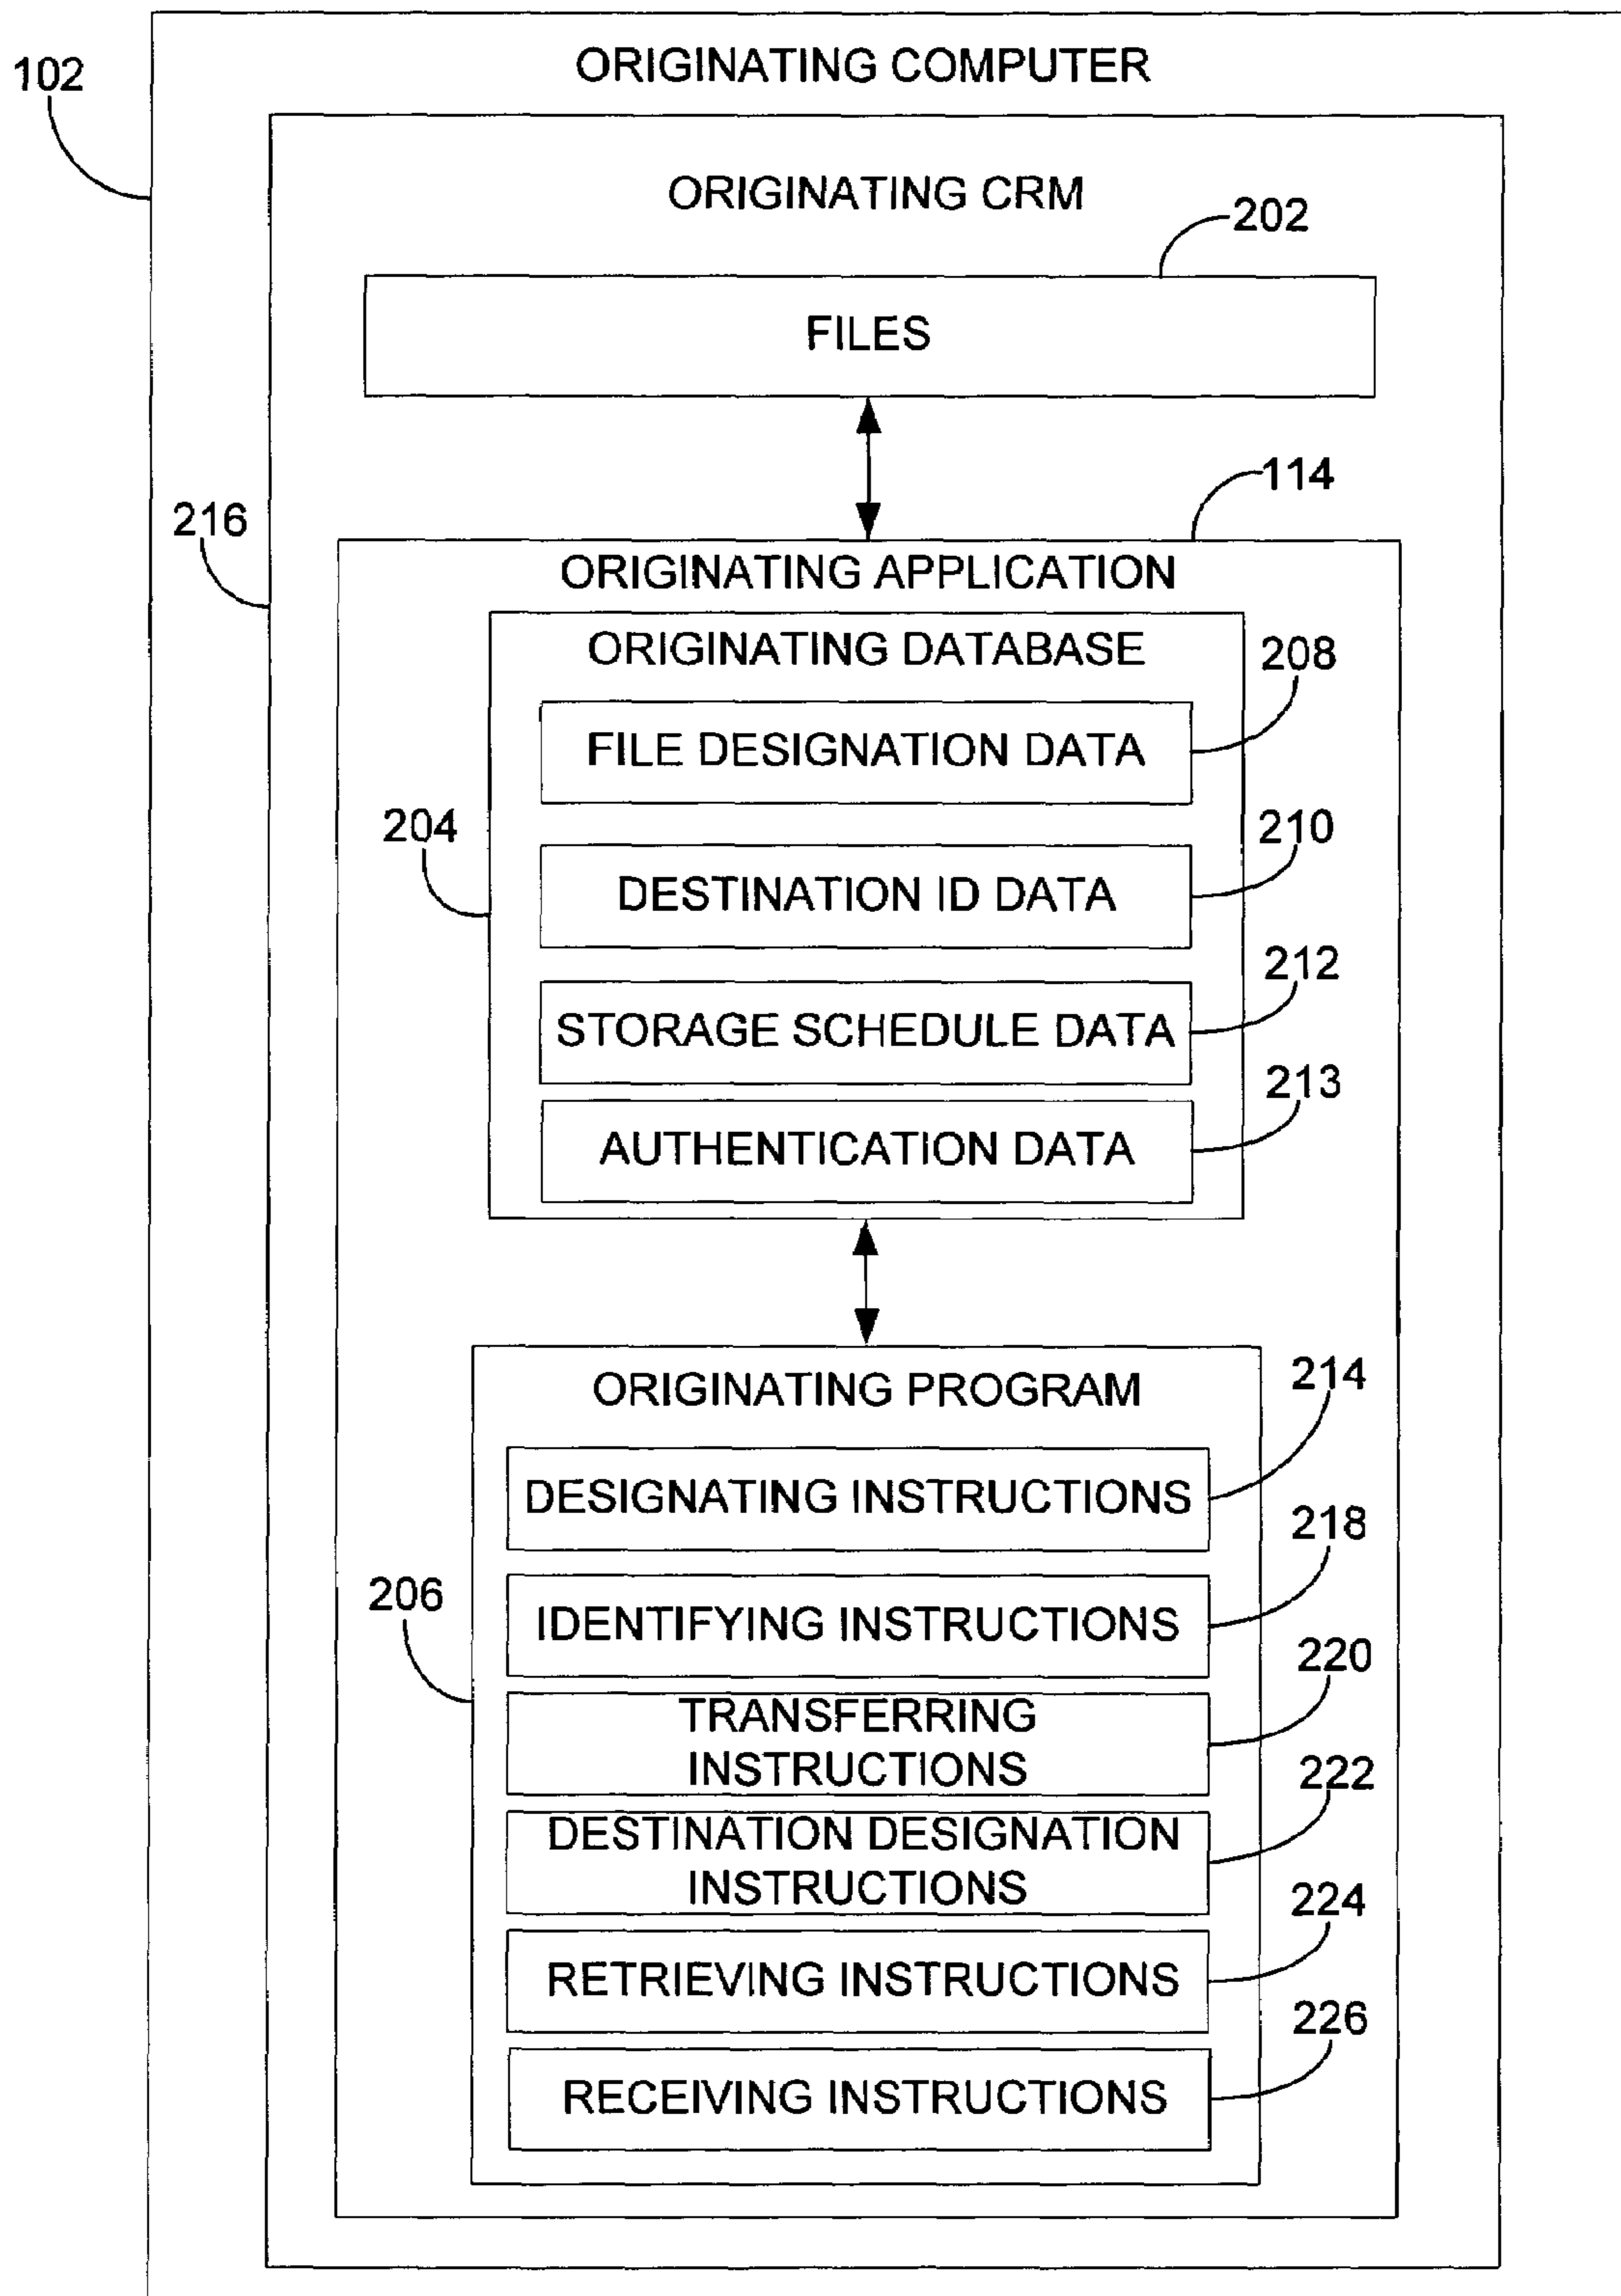 ORIGINATING COMPUTER
102
ORIGINATING CRM
202
FILES
114
216
ORIGINATING APPLICATION
ORIGINATING DATABASE
208
FILE DESIGNATION DATA
204
210
DESTINATION ID DATA
212
STORAGE SCHEDULE DATA
213
AUTHENTICATION DATA
214
ORIGINATING PROGRAM
DESIGNATING INSTRUCTIONS
218
206
IDENTIFYING INSTRUCTIONS
220
TRANSFERRING
INSTRUCTIONS
222
DESTINATION DESIGNATION
INSTRUCTIONS
224
RETRIEVING INSTRUCTIONS
226
RECEIVING INSTRUCTIONS